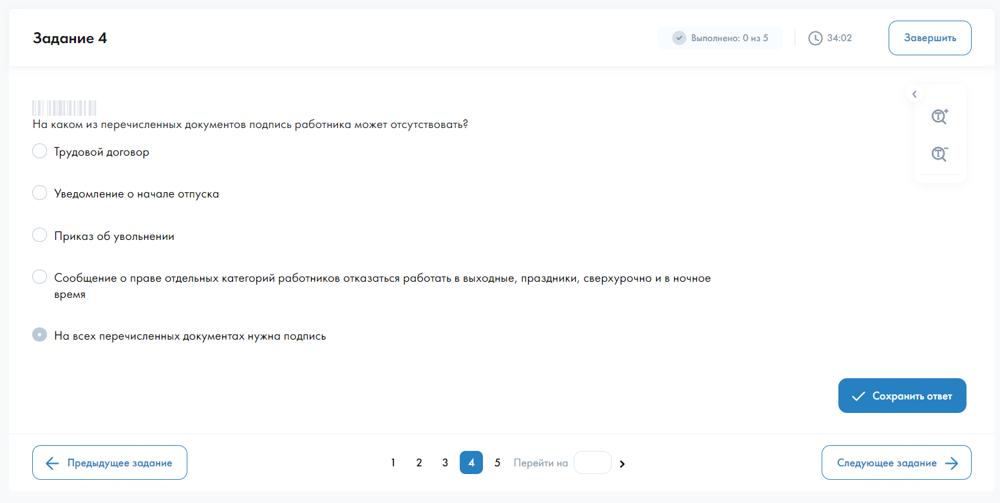 Задание 4
Выполнено: 0 из 5
34:02
Завершить
На каком из перечисленных документов подпись работника может отсутствовать?
Трудовой договор
Уведомление о начале отпуска
Приказ об увольнении
Сообщение о праве отдельных категорий работников отказаться работать в выходные, праздники, сверхурочно и в ночное
время
На всех перечисленных документах нужна подпись
Сохранить ответ
Предыдущее задание
1 2 3 4 5 Перейти на
Следующее задание